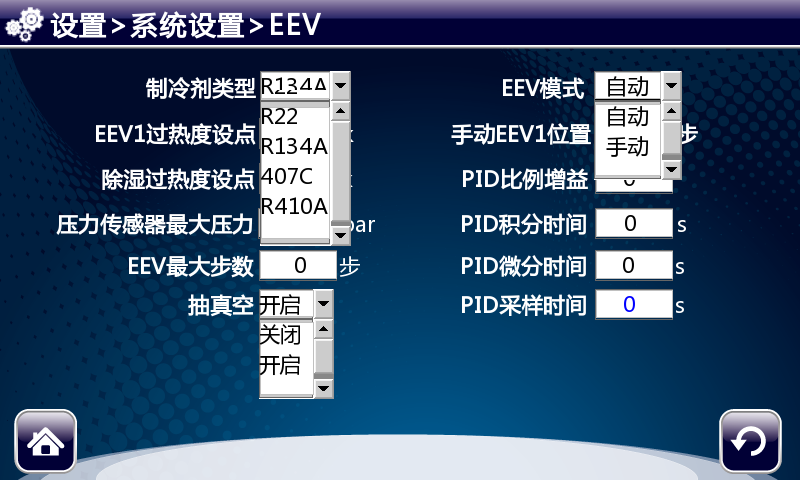 设置>系统设置>EEV
制冷剂类型 R134A
R22
R134A
407C
R410A
EEV1过热度设点
除湿过热度设点
压力传感器最大压力 bar
EEV最大步数 0 步
抽真空 开启
关闭
开启
EEV模式 自动
自动
手动
手动EEV1位置 步
PID比例增益 0
PID积分时间 0 s
PID微分时间 0 s
PID采样时间 0 s